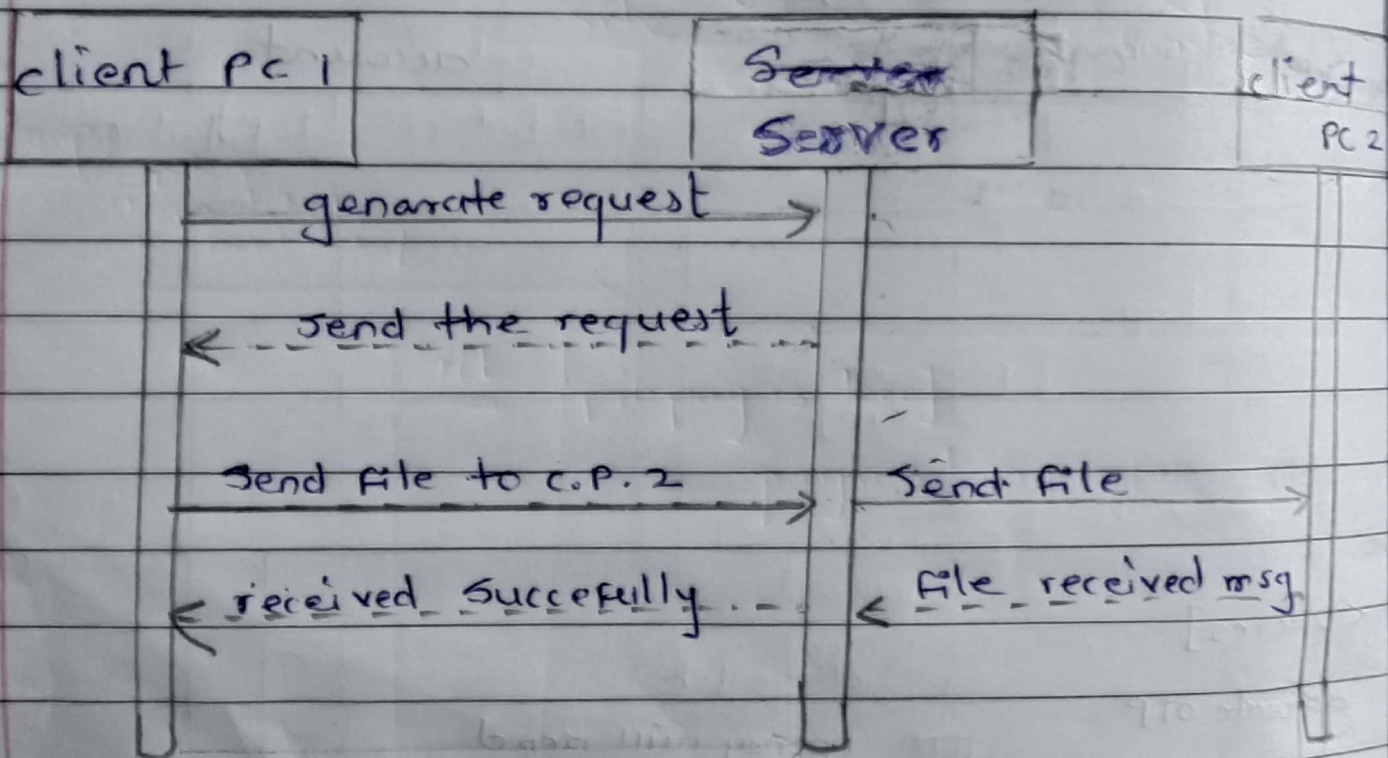 client PC 1
Server
client
PC 2
genarate request
send the request
send file to c.p. 2
send file
received succefully
file received msg